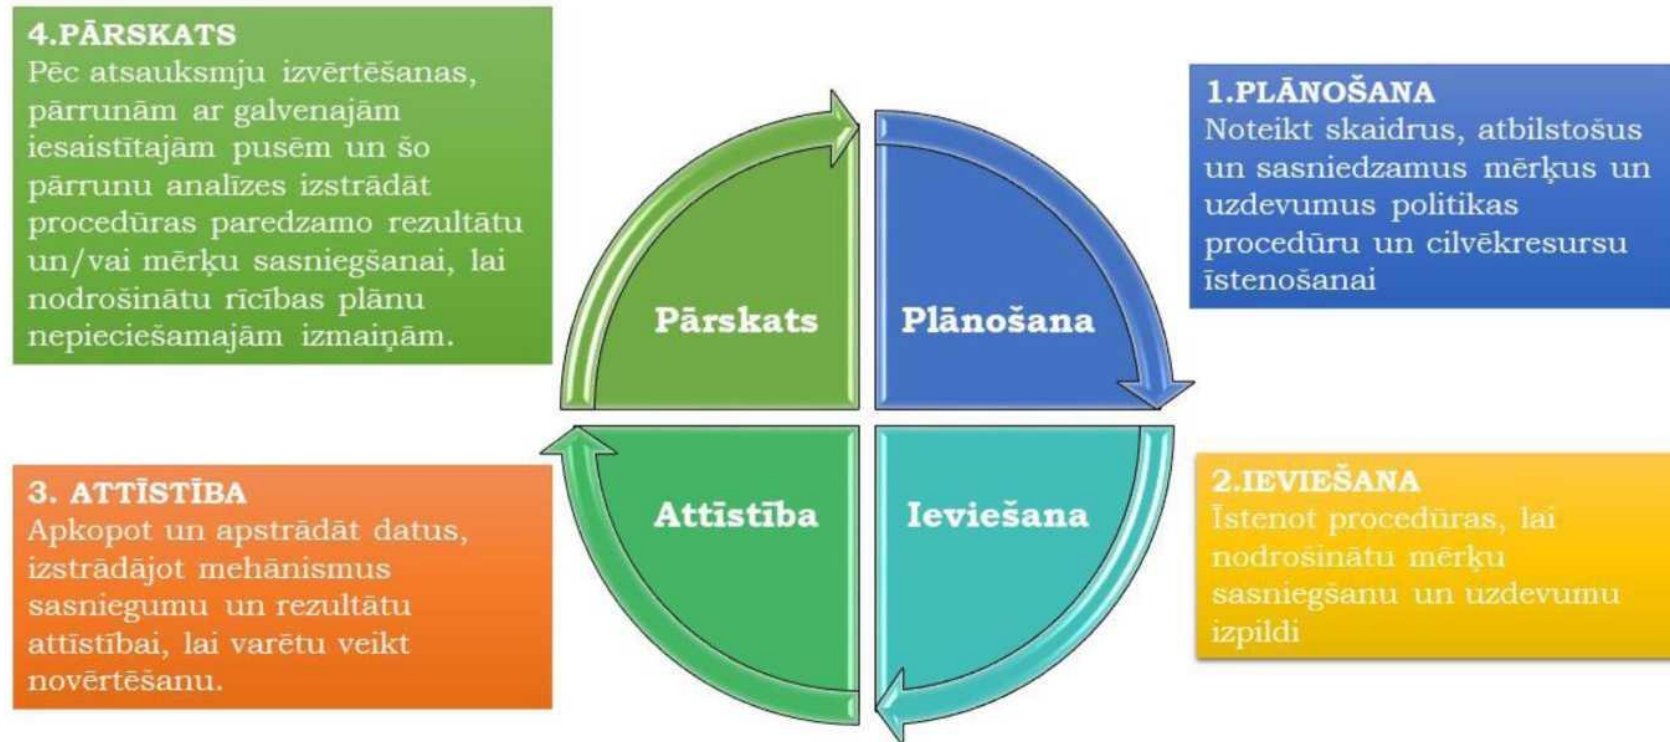 4.PĀRSKATS
Pēc atsauksmju izvērtēšanas,
pārrunām ar galvenajām
iesaistītajām pusēm un šo
pārrunu analīzes izstrādāt
procedūras paredzamo rezultātu
un/vai mērķu sasniegšanai, lai
nodrošinātu rīcības plānu
nepieciešamajām izmaiņām.
1.PLĀNOŠANA
Noteikt skaidrus, atbilstošus
un sasniedzamus mērķus un
uzdevumus politikas
procedūru un cilvēkresursu
īstenošanai
Pārskats
Plānošana
Attīstība
Ieviešana
3. ATTĪSTĪBA
Apkopot un apstrādāt datus,
izstrādājot mehānismus
sasniegumu un rezultātu
attīstībai, lai varētu veikt
novērtēšanu.
2.IEVIEŠANA
Īstenot procedūras, lai
nodrošinātu mērķu
sasniegšanu un uzdevumu
izpildi